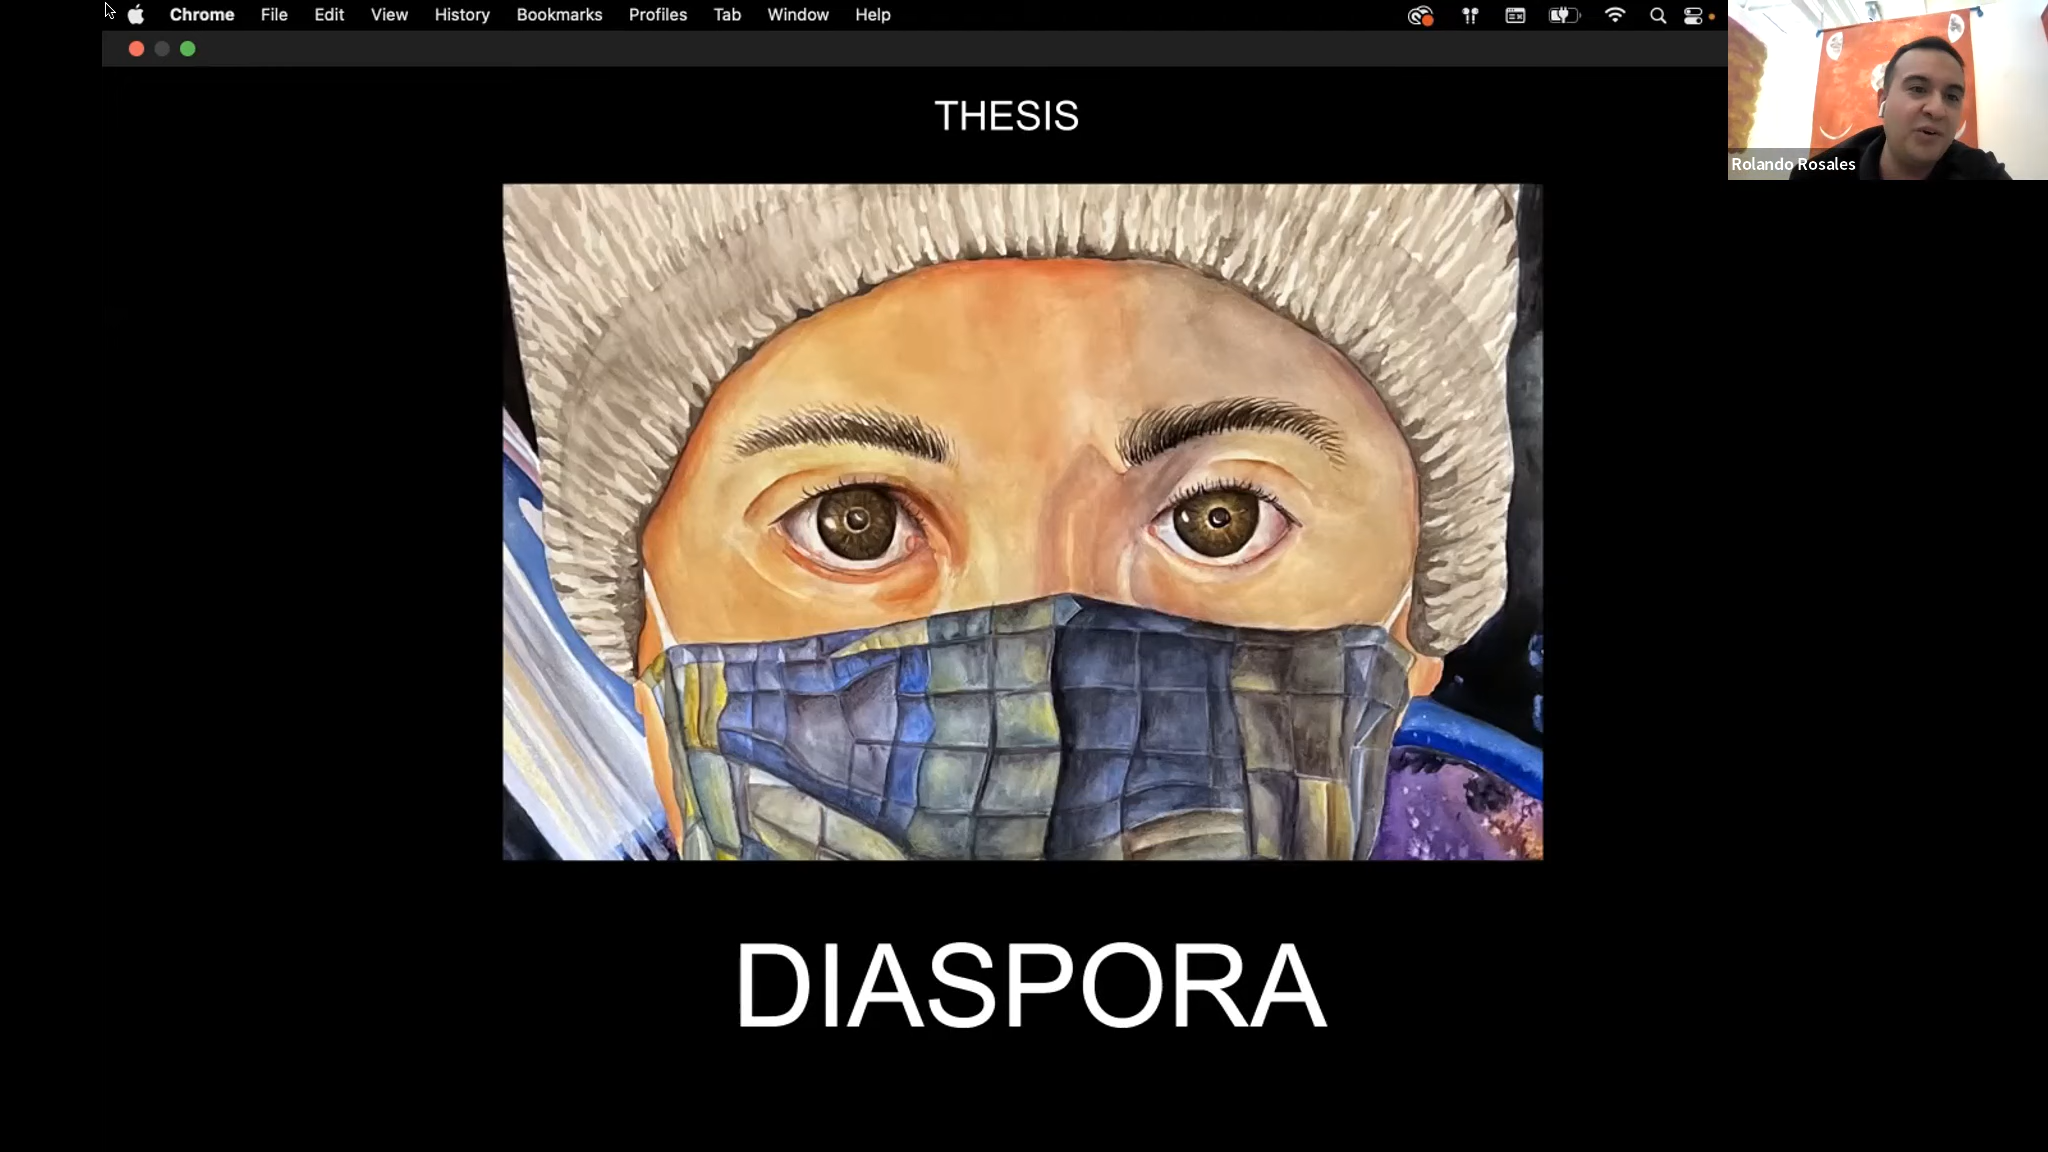 Chrome File Edit View History Bookmarks Profiles Tab Window Help
THESIS
Rolando Rosales
DIASPORA